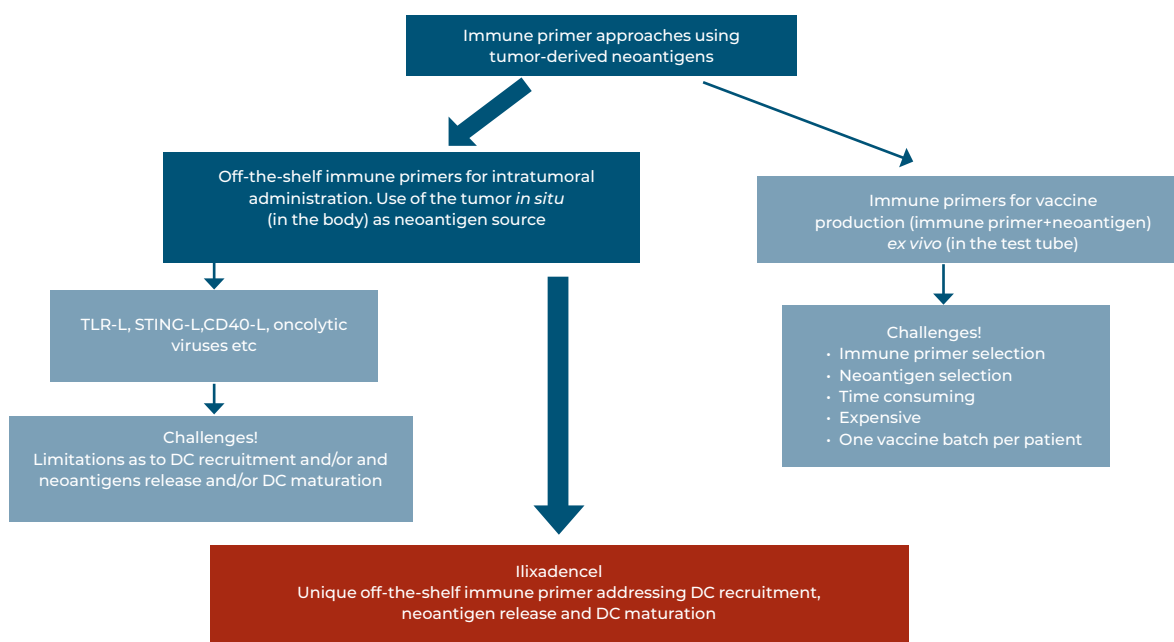 Immune primer approaches using
tumor-derived neoantigens
Off-the-shelf immune primers for intratumoral
administration. Use of the tumor in situ
(in the body) as neoantigen source
Immune primers for vaccine
production (immune primer+neoantigen)
ex vivo (in the test tube)
TLR-L, STING-L,CD40-L, oncolytic
viruses etc
Challenges!
• Immune primer selection
• Neoantigen selection
• Time consuming
• Expensive
• One vaccine batch per patient
Challenges!
Limitations as to DC recruitment and/or and
neoantigens release and/or DC maturation
Ilixadencel
Unique off-the-shelf immune primer addressing DC recruitment,
neoantigen release and DC maturation